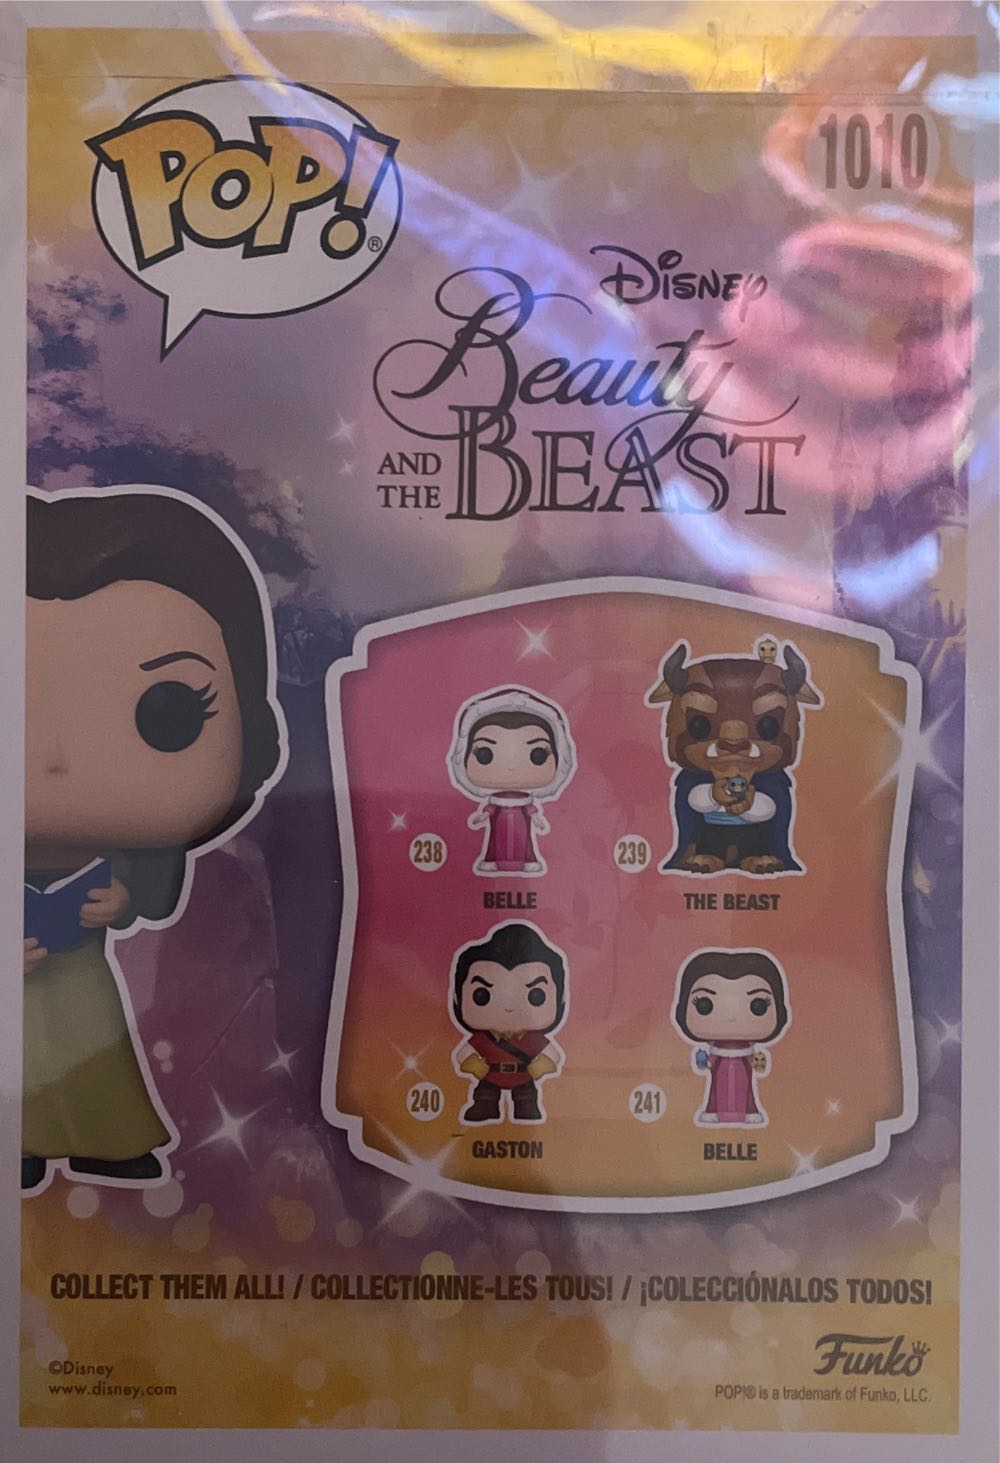 POP!®
1010
Disney
Beauty
AND THE BEAST
238
BELLE
239
THE BEAST
240
GASTON
241
BELLE
COLLECT THEM ALL! / COLLECTIONNE-LES TOUS! / ¡COLECCIÓNALOS TODOS!
©Disney
www.disney.com
Funko
POP!® is a trademark of Funko, LLC.